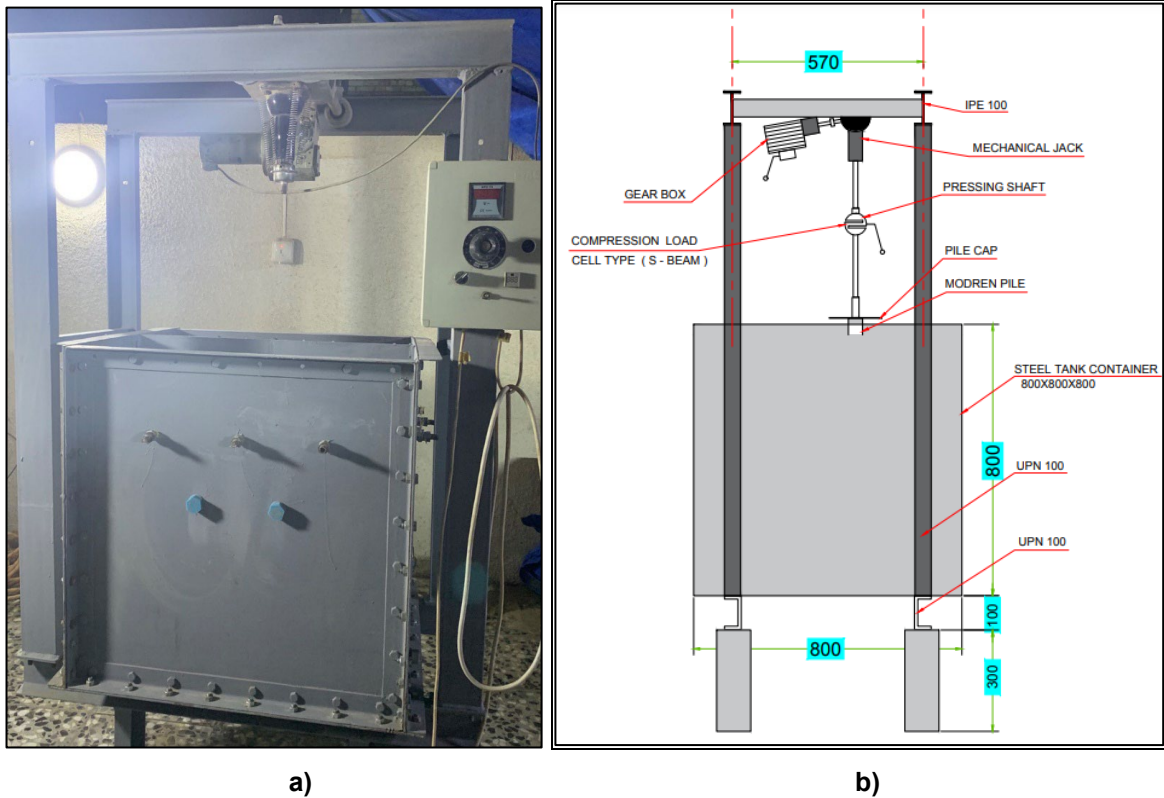 570
IPE 100
MECHANICAL JACK
GEAR BOX
PRESSING SHAFT
COMPRESSION LOAD
CELL TYPE ( S - BEAM )
PILE CAP
MODREN PILE
STEEL TANK CONTAINER
800X800X800
800
UPN 100
UPN 100
100
800
300
a)
b)